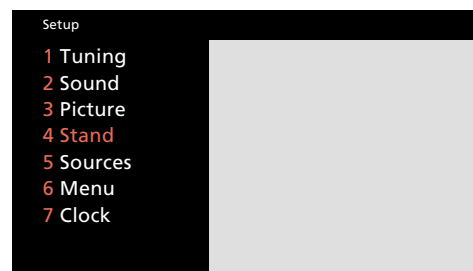 Setup
1 Tuning
2 Sound
3 Picture
4 Stand
5 Sources
6 Menu
7 Clock